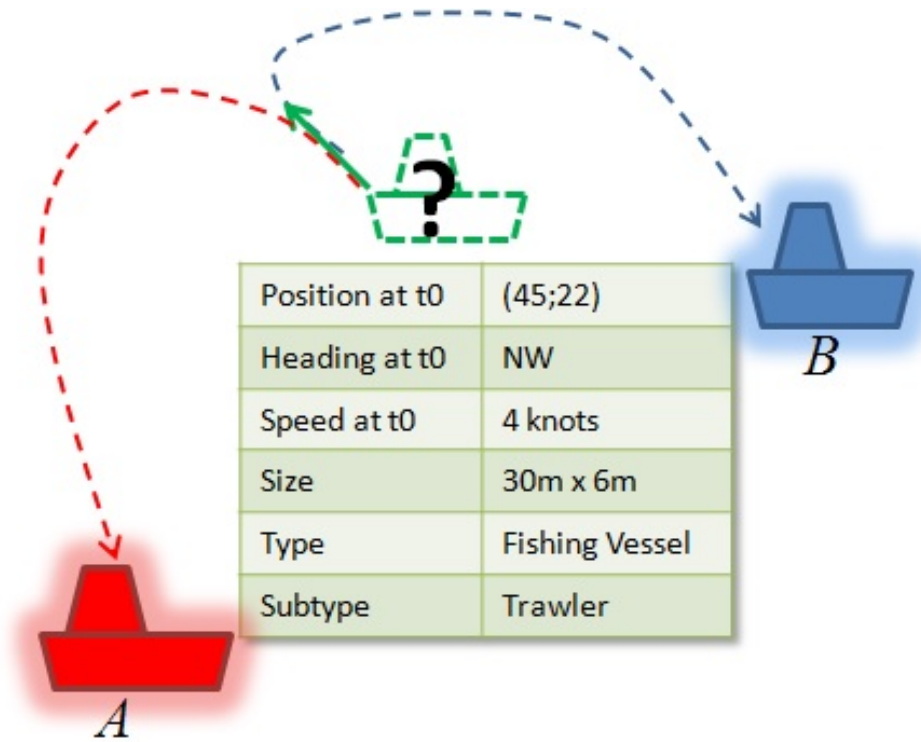 ?
Position at t0 (45;22)
Heading at t0 NW
Speed at t0 4 knots
Size 30m x 6m
Type Fishing Vessel
Subtype Trawler
B
A